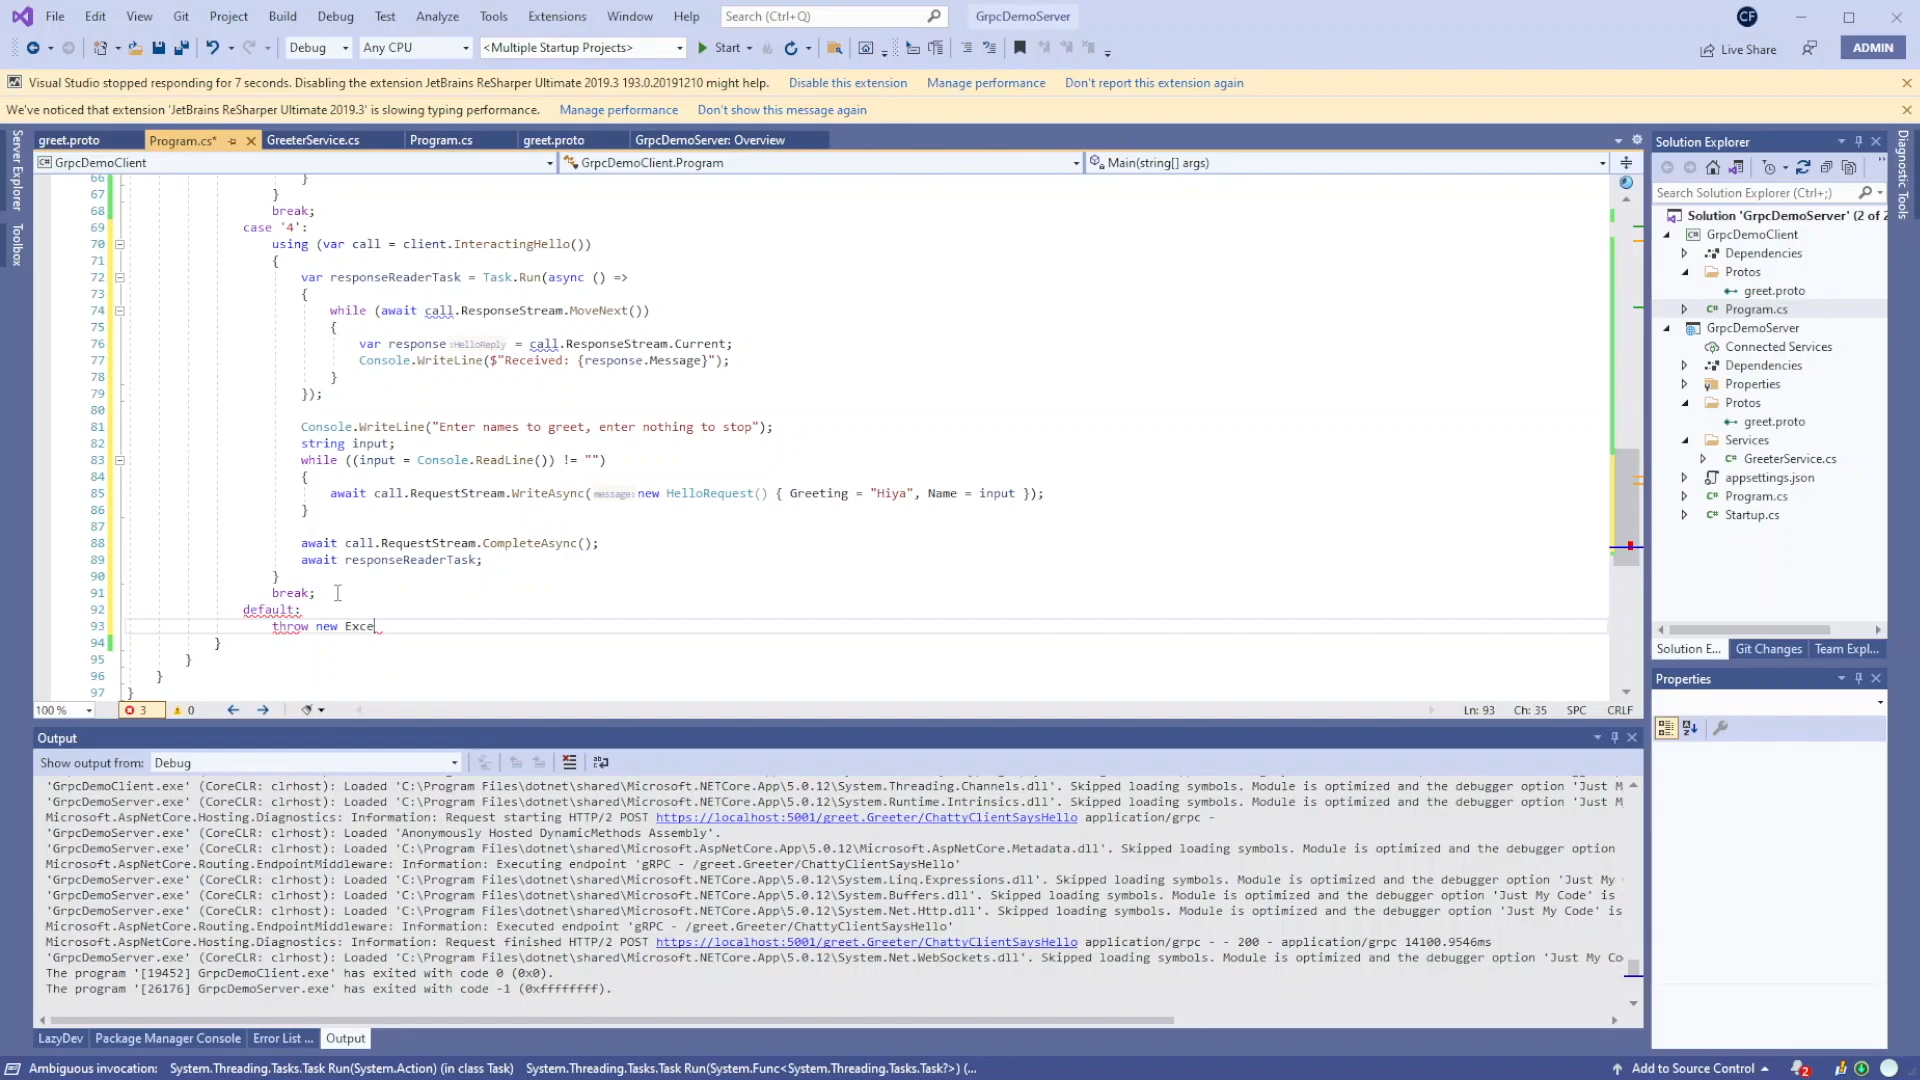 File Edit View Git Project Build Debug Test Analyze Tools Extensions Window Help Search (Ctrl+Q) GrpcDemoServer CF
Debug Any CPU <Multiple Startup Projects> Start Live Share ADMIN
Visual Studio stopped responding for 7 seconds. Disabling the extension JetBrains ReSharper Ultimate 2019.3 193.0.20191210 might help. Disable this extension Manage performance Don't report this extension again
We've noticed that extension 'JetBrains ReSharper Ultimate 2019.3' is slowing typing performance. Manage performance Don't show this message again
Server Explorer
Toolbox
greet.proto Program.cs* GreeterService.cs Program.cs greet.proto GrpcDemoServer: Overview
GrpcDemoClient GrpcDemoClient.Program Main(string[] args)
66 }
67 }
68 break;
69 case '4':
70 using (var call = client.InteractingHello())
71 {
72 var responseReaderTask = Task.Run(async () =>
73 {
74 while (await call.ResponseStream.MoveNext())
75 {
76 var response :HelloReply = call.ResponseStream.Current;
77 Console.WriteLine($"Received: {response.Message}");
78 }
79 });
80
81 Console.WriteLine("Enter names to greet, enter nothing to stop");
82 string input;
83 while ((input = Console.ReadLine()) != "")
84 {
85 await call.RequestStream.WriteAsync(message:new HelloRequest() { Greeting = "Hiya", Name = input });
86 }
87
88 await call.RequestStream.CompleteAsync();
89 await responseReaderTask;
90 }
91 break;
92 default:
93 throw new Exce
94 }
95 }
96 }
97 }
100 % 3 0 Ln: 93 Ch: 35 SPC CRLF
Output
Show output from: Debug
'GrpcDemoClient.exe' (CoreCLR: clrhost): Loaded 'C:\Program Files\dotnet\shared\Microsoft.NETCore.App\5.0.12\System.Threading.Channels.dll'. Skipped loading symbols. Module is optimized and the debugger option 'Just M
'GrpcDemoServer.exe' (CoreCLR: clrhost): Loaded 'C:\Program Files\dotnet\shared\Microsoft.NETCore.App\5.0.12\System.Runtime.Intrinsics.dll'. Skipped loading symbols. Module is optimized and the debugger option 'Just M
Microsoft.AspNetCore.Hosting.Diagnostics: Information: Request starting HTTP/2 POST https://localhost:5001/greet.Greeter/ChattyClientSaysHello application/grpc -
'GrpcDemoServer.exe' (CoreCLR: clrhost): Loaded 'Anonymously Hosted DynamicMethods Assembly'.
'GrpcDemoServer.exe' (CoreCLR: clrhost): Loaded 'C:\Program Files\dotnet\shared\Microsoft.AspNetCore.App\5.0.12\Microsoft.AspNetCore.Metadata.dll'. Skipped loading symbols. Module is optimized and the debugger option
Microsoft.AspNetCore.Routing.EndpointMiddleware: Information: Executing endpoint 'gRPC - /greet.Greeter/ChattyClientSaysHello'
'GrpcDemoServer.exe' (CoreCLR: clrhost): Loaded 'C:\Program Files\dotnet\shared\Microsoft.NETCore.App\5.0.12\System.Linq.Expressions.dll'. Skipped loading symbols. Module is optimized and the debugger option 'Just My
'GrpcDemoServer.exe' (CoreCLR: clrhost): Loaded 'C:\Program Files\dotnet\shared\Microsoft.NETCore.App\5.0.12\System.Buffers.dll'. Skipped loading symbols. Module is optimized and the debugger option 'Just My Code' is
'GrpcDemoServer.exe' (CoreCLR: clrhost): Loaded 'C:\Program Files\dotnet\shared\Microsoft.NETCore.App\5.0.12\System.Net.Http.dll'. Skipped loading symbols. Module is optimized and the debugger option 'Just My Code' is
Microsoft.AspNetCore.Routing.EndpointMiddleware: Information: Executed endpoint 'gRPC - /greet.Greeter/ChattyClientSaysHello'
Microsoft.AspNetCore.Hosting.Diagnostics: Information: Request finished HTTP/2 POST https://localhost:5001/greet.Greeter/ChattyClientSaysHello application/grpc - - 200 - application/grpc 14100.9546ms
'GrpcDemoServer.exe' (CoreCLR: clrhost): Loaded 'C:\Program Files\dotnet\shared\Microsoft.NETCore.App\5.0.12\System.Net.WebSockets.dll'. Skipped loading symbols. Module is optimized and the debugger option 'Just My Co
The program '[19452] GrpcDemoClient.exe' has exited with code 0 (0x0).
The program '[26176] GrpcDemoServer.exe' has exited with code -1 (0xffffffff).
LazyDev Package Manager Console Error List ... Output
Solution Explorer
Search Solution Explorer (Ctrl+;)
Solution 'GrpcDemoServer' (2 of 2
GrpcDemoClient
Dependencies
Protos
greet.proto
Program.cs
GrpcDemoServer
Connected Services
Dependencies
Properties
Protos
greet.proto
Services
GreeterService.cs
appsettings.json
Program.cs
Startup.cs
Solution E... Git Changes Team Expl...
Properties
Diagnostic Tools
Ambiguous invocation: System.Threading.Tasks.Task Run(System.Action) (in class Task) System.Threading.Tasks.Task Run(System.Func<System.Threading.Tasks.Task?>) (... Add to Source Control 2